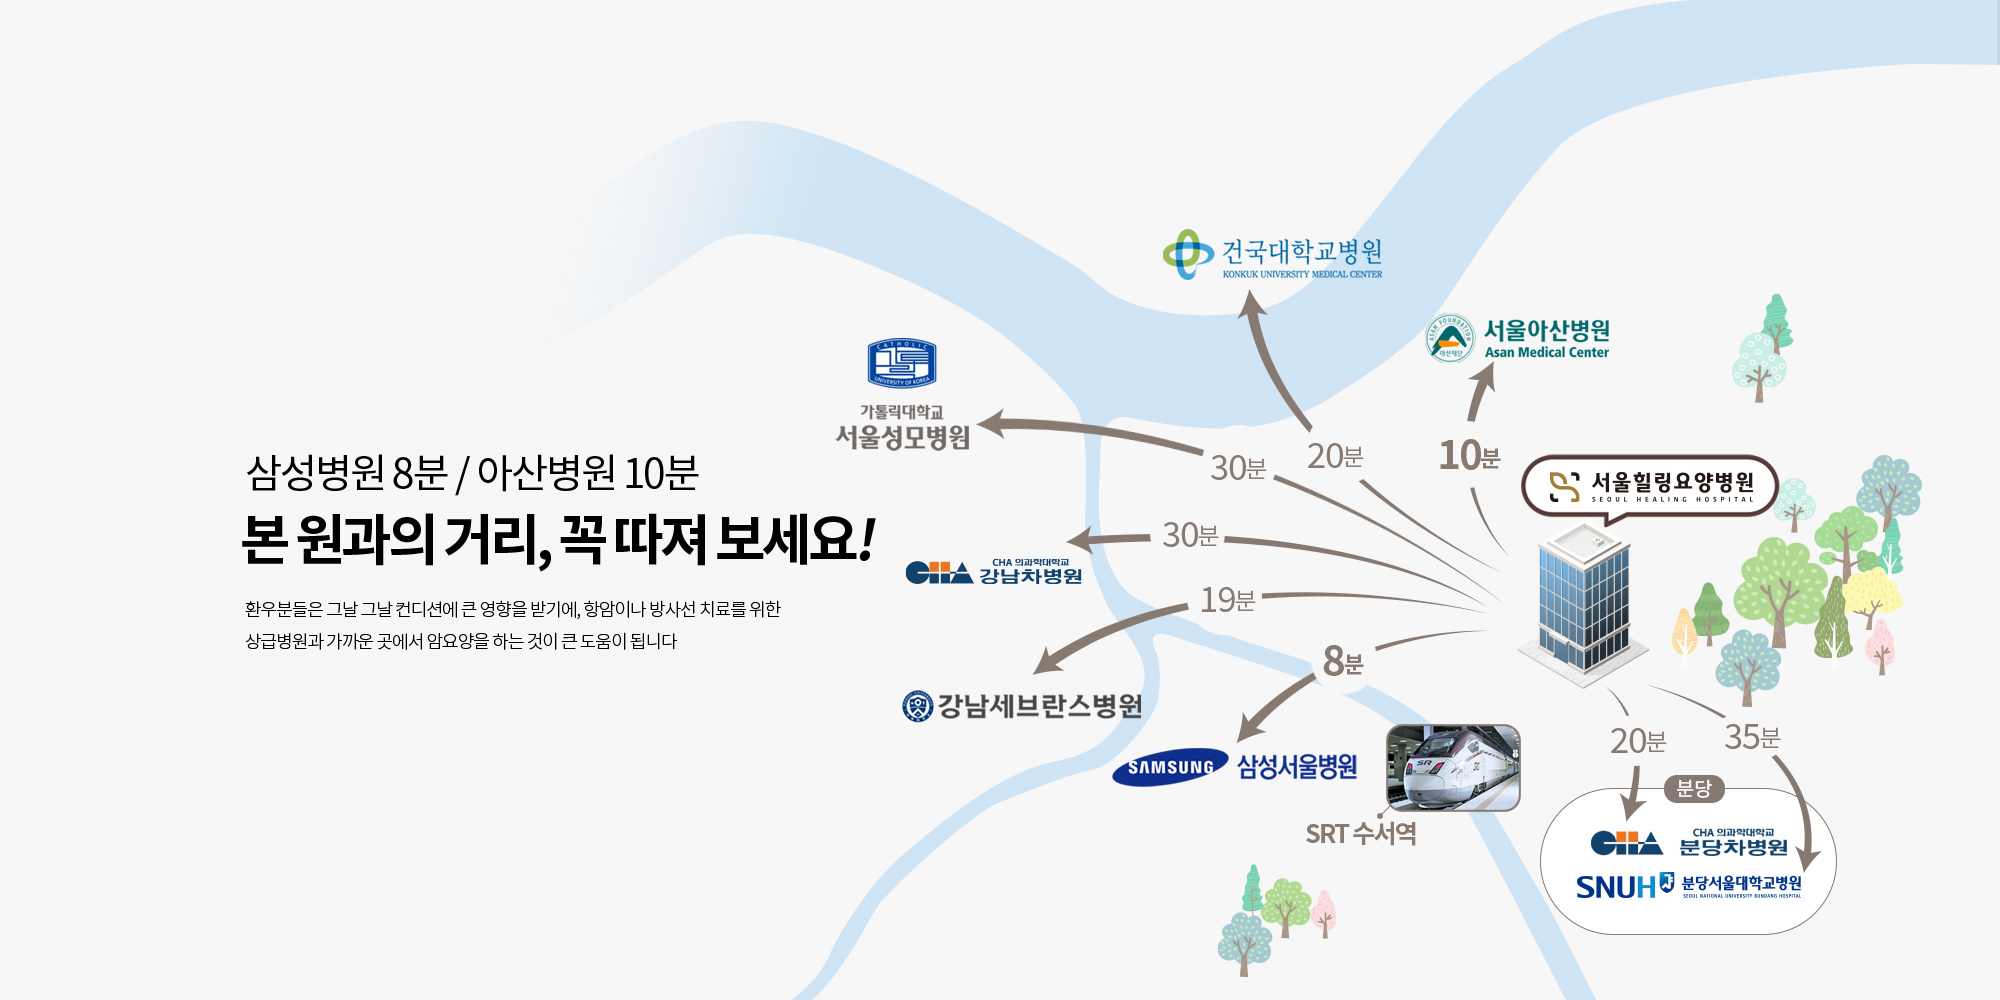 삼성병원 8분 / 아산병원 10분
본 원과의 거리, 꼭 따져 보세요!
환우분들은 그날 그날 컨디션에 큰 영향을 받기에, 항암이나 방사선 치료를 위한
상급병원과 가까운 곳에서 암요양을 하는 것이 큰 도움이 됩니다
건국대학교병원
KONKUK UNIVERSITY MEDICAL CENTER
ASAN FOUNDATION
아산재단
서울아산병원
Asan Medical Center
CATHOLIC
UNIVERSITY OF KOREA
가톨릭대학교
서울성모병원
30분
20분
10분
서울힐링요양병원
SEOUL HEALING HOSPITAL
30분
CHA
CHA 의과학대학교
강남차병원
19분
8분
강남세브란스병원
SAMSUNG
삼성서울병원
SR
SRT 수서역
20분
35분
분당
CHA
CHA 의과학대학교
분당차병원
SNUH
분당서울대학교병원
SEOUL NATIONAL UNIVERSITY BUNDANG HOSPITAL